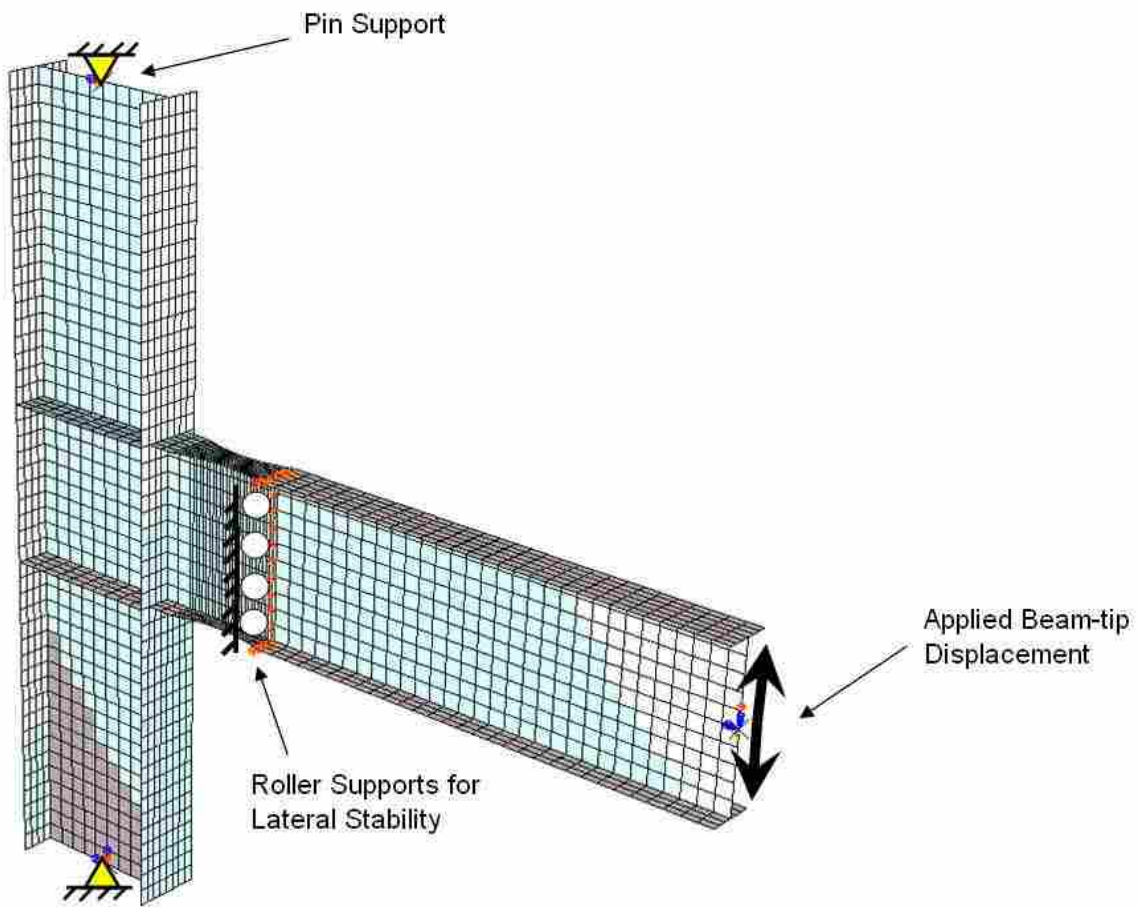 Pin Support
Applied Beam-tip
Displacement
Roller Supports for
Lateral Stability